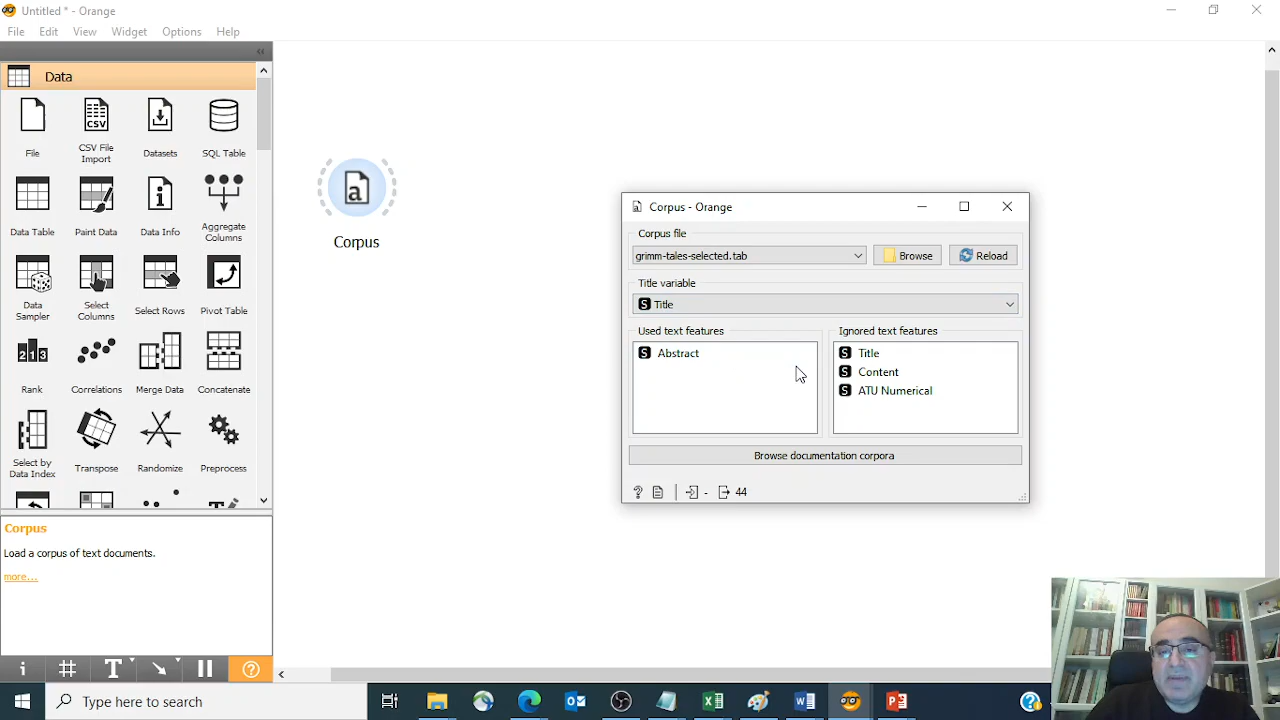 Untitled * - Orange
File Edit View Widget Options Help
Data
File
CSV File Import
Datasets
SQL Table
Data Table
Paint Data
Data Info
Aggregate Columns
Data Sampler
Select Columns
Select Rows
Pivot Table
Rank
Correlations
Merge Data
Concatenate
Select by Data Index
Transpose
Randomize
Preprocess
Corpus
Load a corpus of text documents.
more...
Corpus
Corpus - Orange
Corpus file
grimm-tales-selected.tab Browse Reload
Title variable
S Title
Used text features
S Abstract
Ignored text features
S Title
S Content
S ATU Numerical
Browse documentation corpora
? - 44
Type here to search